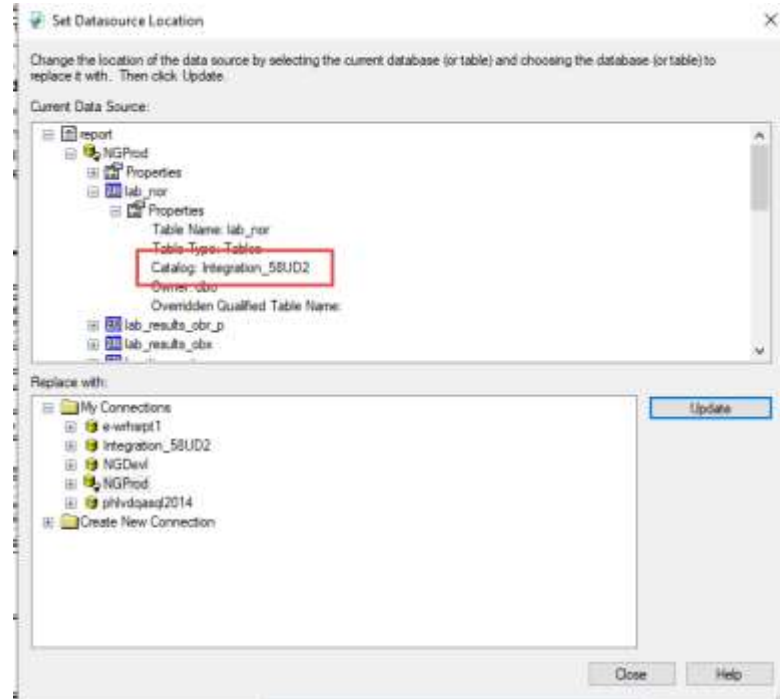 Set Datasource Location
Change the location of the data source by selecting the current database (or table) and choosing the database (or table) to
replace it with. Then click Update.
Current Data Source:
report
NGProd
Properties
lab_nor
Properties
Table Name: lab_nor
Table Type: Tables
Catalog: Integration_58UD2
Owner: dbo
Overridden Qualified Table Name:
lab_results_obr_p
lab_results_obx
Replace with:
My Connections
Update
Integration_58UD2
NGDevl
NGProd
phlvdqasql2014
Create New Connection
Close
Help